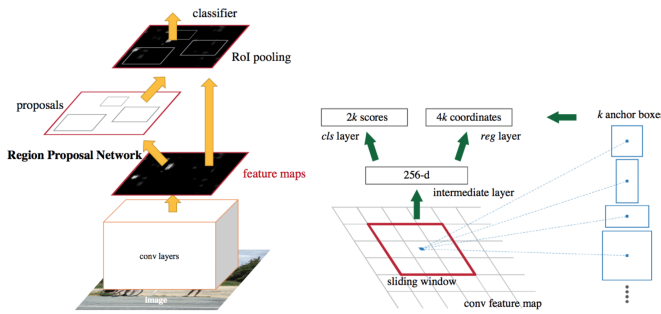 classifier
RoI pooling
proposals
Region Proposal Network
feature maps
conv layers
image
2k scores
4k coordinates
k anchor boxes
cls layer
reg layer
256-d
intermediate layer
sliding window
conv feature map